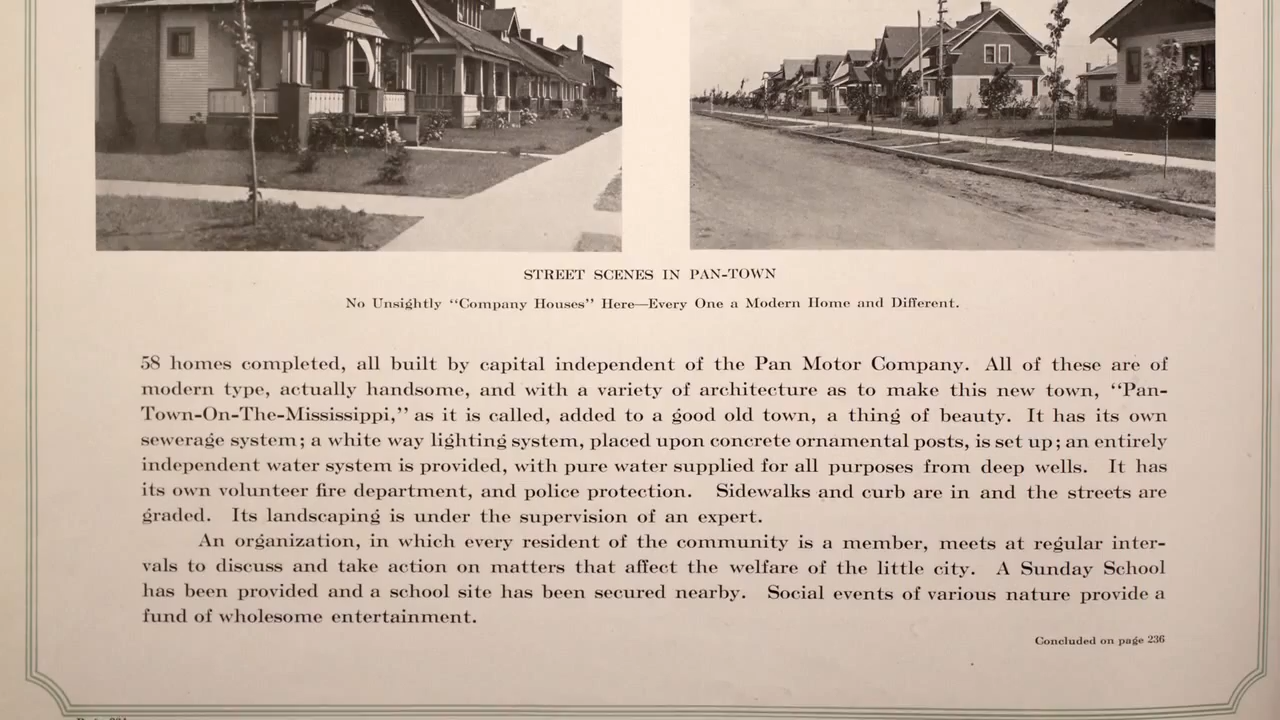 STREET SCENES IN PAN-TOWN
No Unsightly “Company Houses” Here—Every One a Modern Home and Different.
58 homes completed, all built by capital independent of the Pan Motor Company. All of these are of
modern type, actually handsome, and with a variety of architecture as to make this new town, “Pan-
Town-On-The-Mississippi,” as it is called, added to a good old town, a thing of beauty. It has its own
sewerage system; a white way lighting system, placed upon concrete ornamental posts, is set up; an entirely
independent water system is provided, with pure water supplied for all purposes from deep wells. It has
its own volunteer fire department, and police protection. Sidewalks and curb are in and the streets are
graded. Its landscaping is under the supervision of an expert.
An organization, in which every resident of the community is a member, meets at regular inter-
vals to discuss and take action on matters that affect the welfare of the little city. A Sunday School
has been provided and a school site has been secured nearby. Social events of various nature provide a
fund of wholesome entertainment.
Concluded on page 236